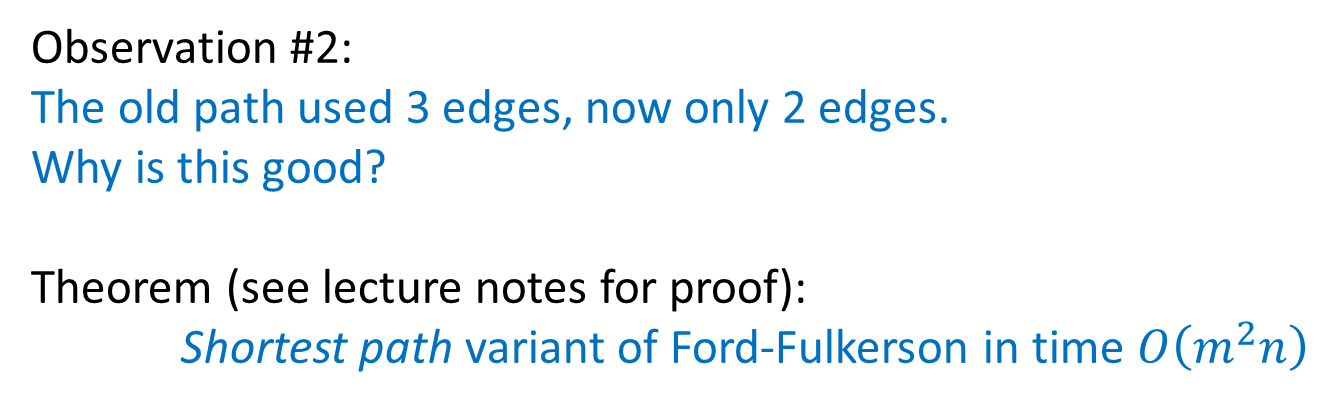 Observation #2:
The old path used 3 edges, now only 2 edges.
Why is this good?
Theorem (see lecture notes for proof):
Shortest path variant of Ford-Fulkerson in time O(m²n)